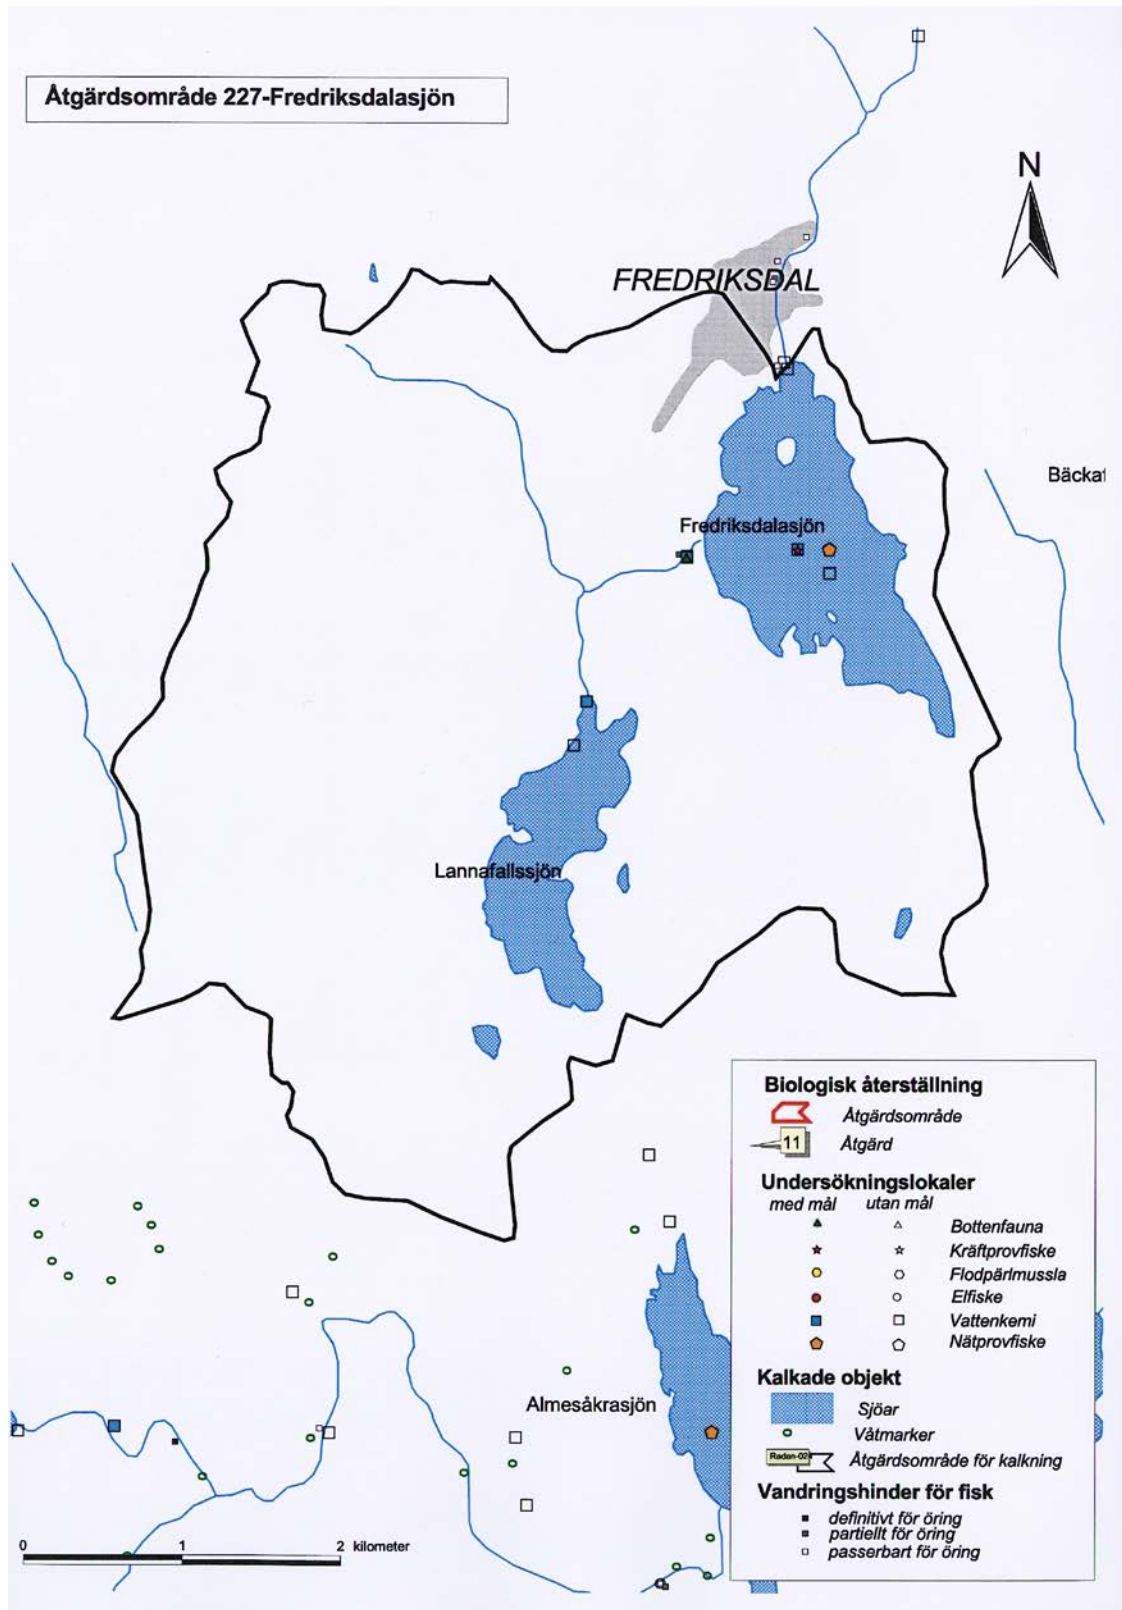 Åtgärdsområde 227-Fredriksdalasjön
N
FREDRIKSDAL
Bäckaf
Fredriksdalasjön
Lannafallssjön
Almesåkrasjön
Biologisk återställning
Åtgärdsområde
11 Åtgärd
Undersökningslokaler
med mål utan mål
Bottenfauna
Kräftprovfiske
Flodpärlmussla
Elfiske
Vattenkemi
Nätprovfiske
Kalkade objekt
Sjöar
Våtmarker
Åtgärdsområde för kalkning
Vandringshinder för fisk
definitivt för öring
partiellt för öring
passerbart för öring
0 1 2 kilometer